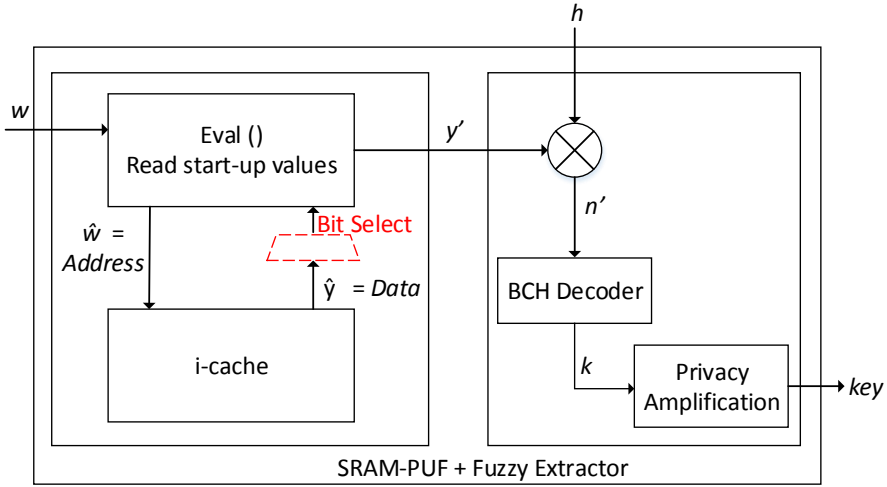 h
w
Eval ()
Read start-up values
y'
n'
Bit Select
ŵ =
Address
ŷ = Data
BCH Decoder
i-cache
k
Privacy
Amplification
key
SRAM-PUF + Fuzzy Extractor